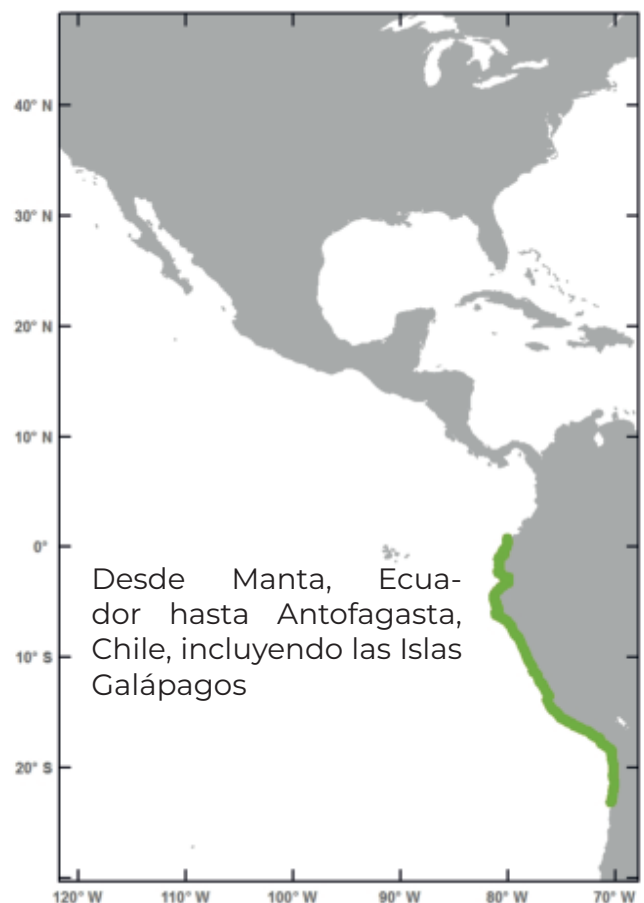 40° N
30° N
20° N
10° N
0°
Desde Manta, Ecua-
dor hasta Antofagasta,
Chile, incluyendo las Islas
Galápagos
10° S
20° S
120° W 110° W 100° W 90° W 80° W 70° W